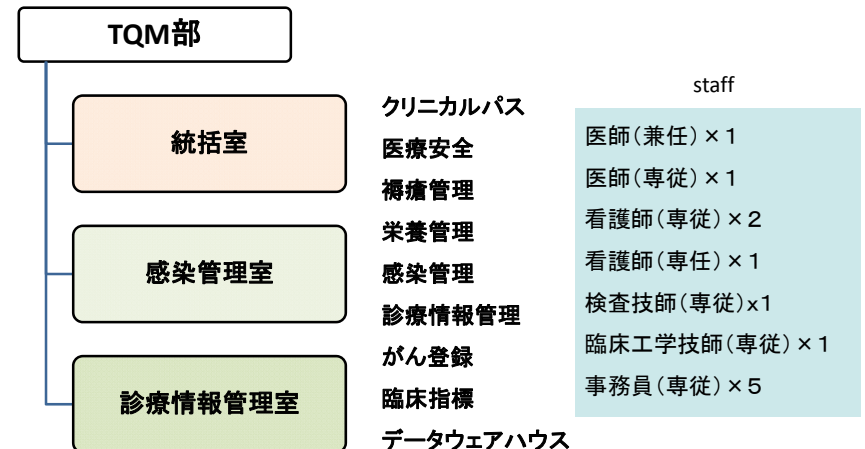 TQM部
統括室
感染管理室
診療情報管理室
クリニカルパス
医療安全
褥瘡管理
栄養管理
感染管理
診療情報管理
がん登録
臨床指標
データウェアハウス
staff
医師(兼任)×1
医師(専従)×1
看護師(専従)×2
看護師(専任)×1
検査技師(専従)x1
臨床工学技師(専従)×1
事務員(専従)×5